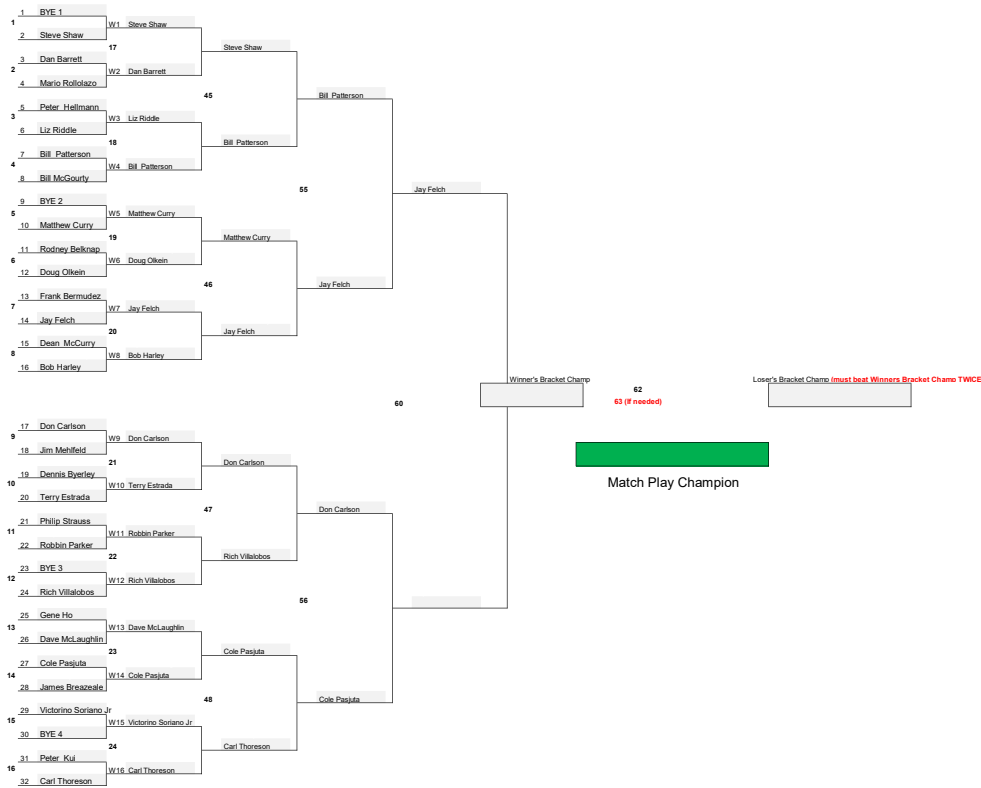 1 BYE 1
1
W1 Steve Shaw
2 Steve Shaw
17
Steve Shaw
3 Dan Barrett
2
W2 Dan Barrett
4 Mario Rollolazo
45
Bill Patterson
5 Peter Hellmann
3
W3 Liz Riddle
6 Liz Riddle
18
Bill Patterson
7 Bill Patterson
4
W4 Bill Patterson
8 Bill McGourty
55
Jay Felch
9 BYE 2
5
W5 Matthew Curry
10 Matthew Curry
19
Matthew Curry
11 Rodney Belknap
6
W6 Doug Olkein
12 Doug Olkein
46
Jay Felch
13 Frank Bermudez
7
W7 Jay Felch
14 Jay Felch
20
Jay Felch
15 Dean McCurry
8
W8 Bob Harley
16 Bob Harley
60
Winner's Bracket Champ
62
63 (If needed)
Loser's Bracket Champ (must beat Winners Bracket Champ TWICE
Match Play Champion
17 Don Carlson
9
W9 Don Carlson
18 Jim Mehlfeld
21
Don Carlson
19 Dennis Byerley
10
W10 Terry Estrada
20 Terry Estrada
47
Don Carlson
21 Philip Strauss
11
W11 Robbin Parker
22 Robbin Parker
22
Rich Villalobos
23 BYE 3
12
W12 Rich Villalobos
24 Rich Villalobos
56
25 Gene Ho
13
W13 Dave McLaughlin
26 Dave McLaughlin
23
Cole Pasjuta
27 Cole Pasjuta
14
W14 Cole Pasjuta
28 James Breazeale
48
Cole Pasjuta
29 Victorino Soriano Jr
15
W15 Victorino Soriano Jr
30 BYE 4
24
Carl Thoreson
31 Peter Kui
16
W16 Carl Thoreson
32 Carl Thoreson